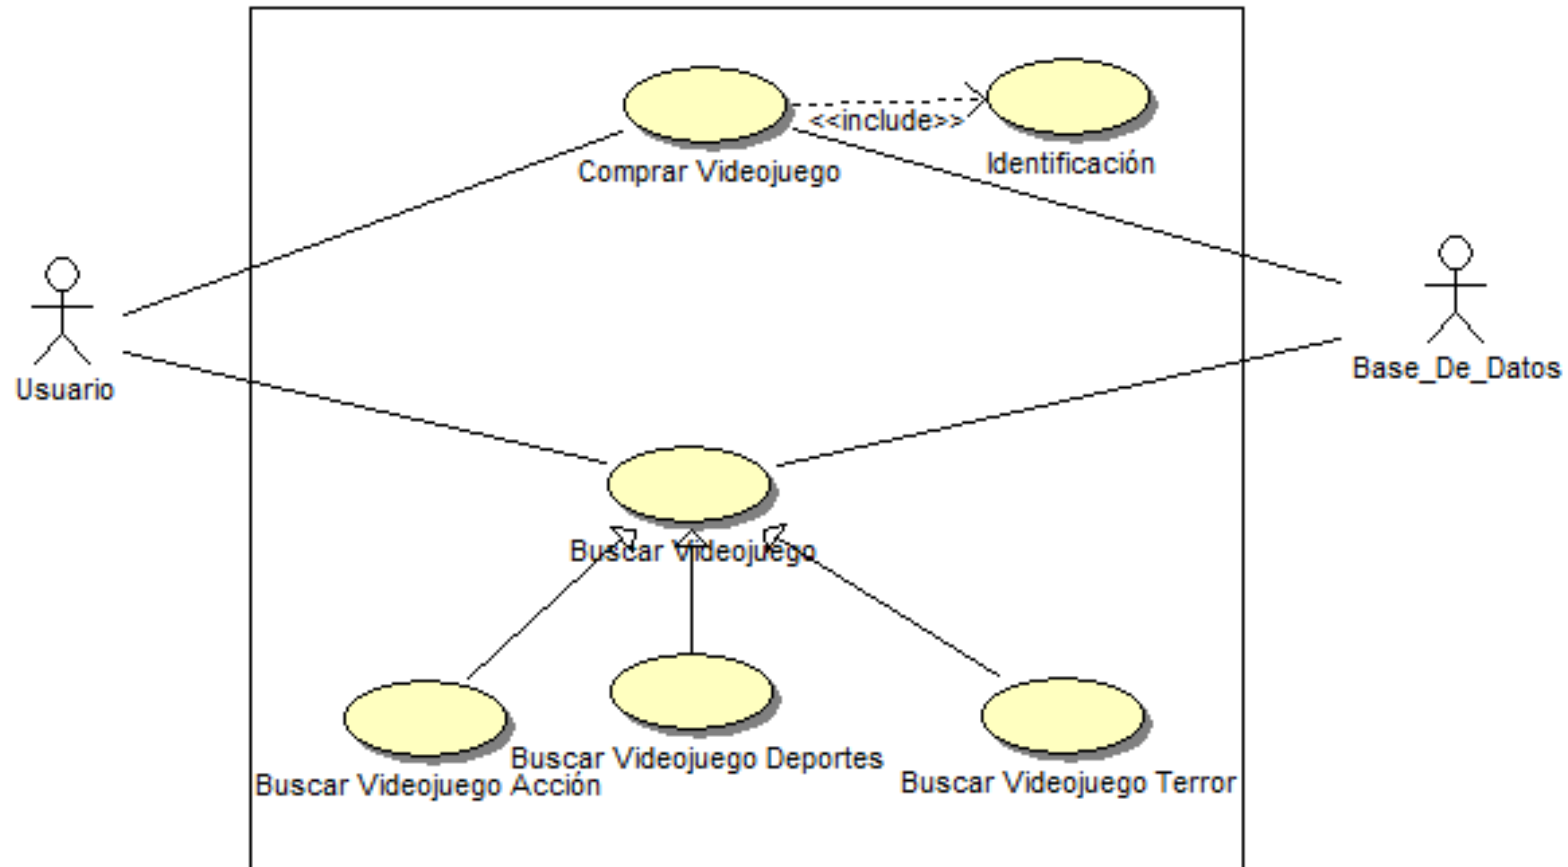 <<include>>
Comprar Videojuego
Identificación
Usuario
Base_De_Datos
Buscar Videojuego
Buscar Videojuego Acción
Buscar Videojuego Deportes
Buscar Videojuego Terror